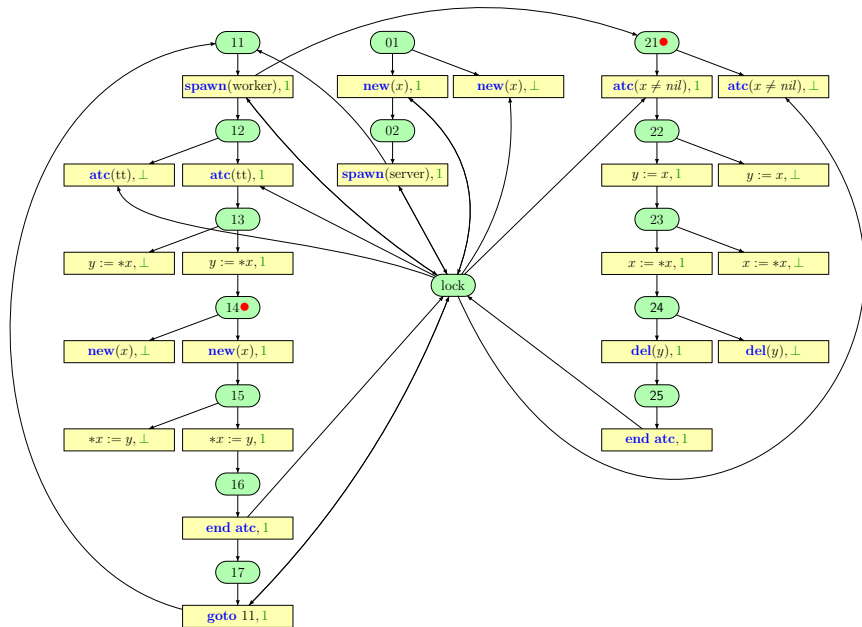 11
01
21
spawn(worker), 1
new(x), 1
new(x), ⊥
atc(x ≠ nil), 1
atc(x ≠ nil), ⊥
12
02
22
atc(tt), ⊥
atc(tt), 1
spawn(server), 1
y := x, 1
y := x, ⊥
13
23
y := ∗x, ⊥
y := ∗x, 1
x := ∗x, 1
x := ∗x, ⊥
lock
14
24
new(x), ⊥
new(x), 1
del(y), 1
del(y), ⊥
15
25
∗x := y, ⊥
∗x := y, 1
end atc, 1
16
end atc, 1
17
goto 11, 1